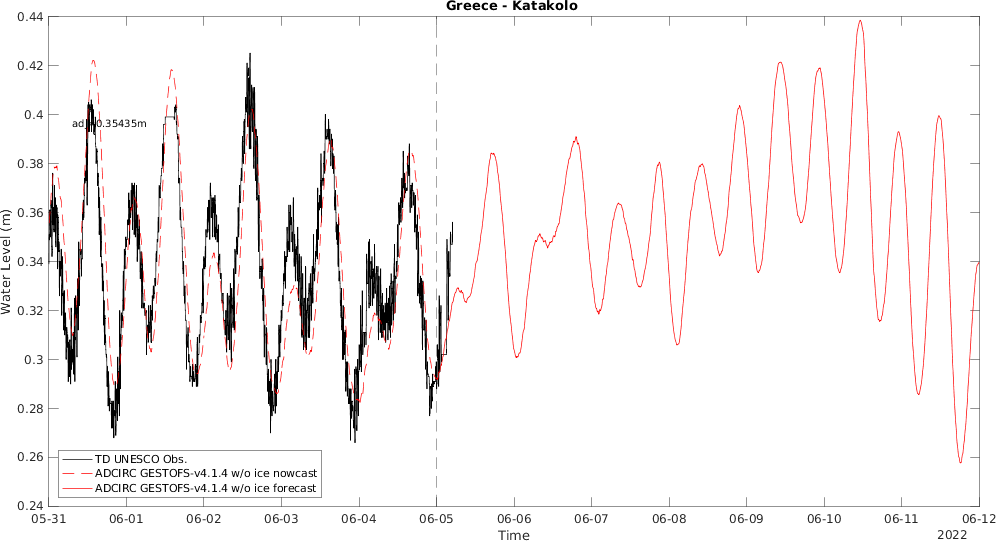 Greece - Katakolo
0.44
0.42
0.4
0.38
0.36
0.34
0.32
0.3
0.28
0.26
0.24
Water Level (m)
0.35435m
TD UNESCO Obs.
ADCIRC GESTOFS-v4.1.4 w/o ice nowcast
ADCIRC GESTOFS-v4.1.4 w/o ice forecast
05-31 06-01 06-02 06-03 06-04 06-05 06-06 06-07 06-08 06-09 06-10 06-11 06-12
Time
2022